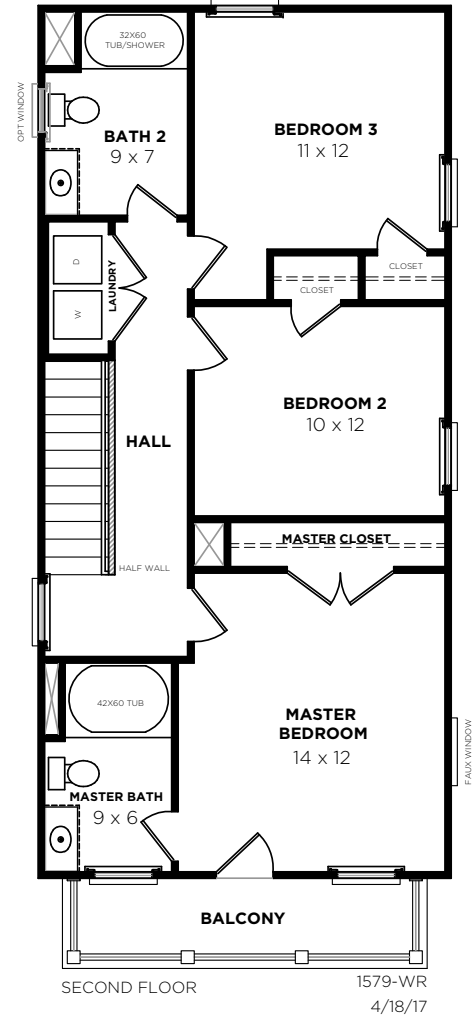 32X60
TUB/SHOWER
OPT WINDOW
BATH 2
9 x 7
BEDROOM 3
11 x 12
D
W
LAUNDRY
CLOSET
CLOSET
BEDROOM 2
10 x 12
HALL
HALF WALL
MASTER CLOSET
42X60 TUB
MASTER
BEDROOM
14 x 12
FAUX WINDOW
MASTER BATH
9 x 6
BALCONY
SECOND FLOOR
1579-WR
4/18/17